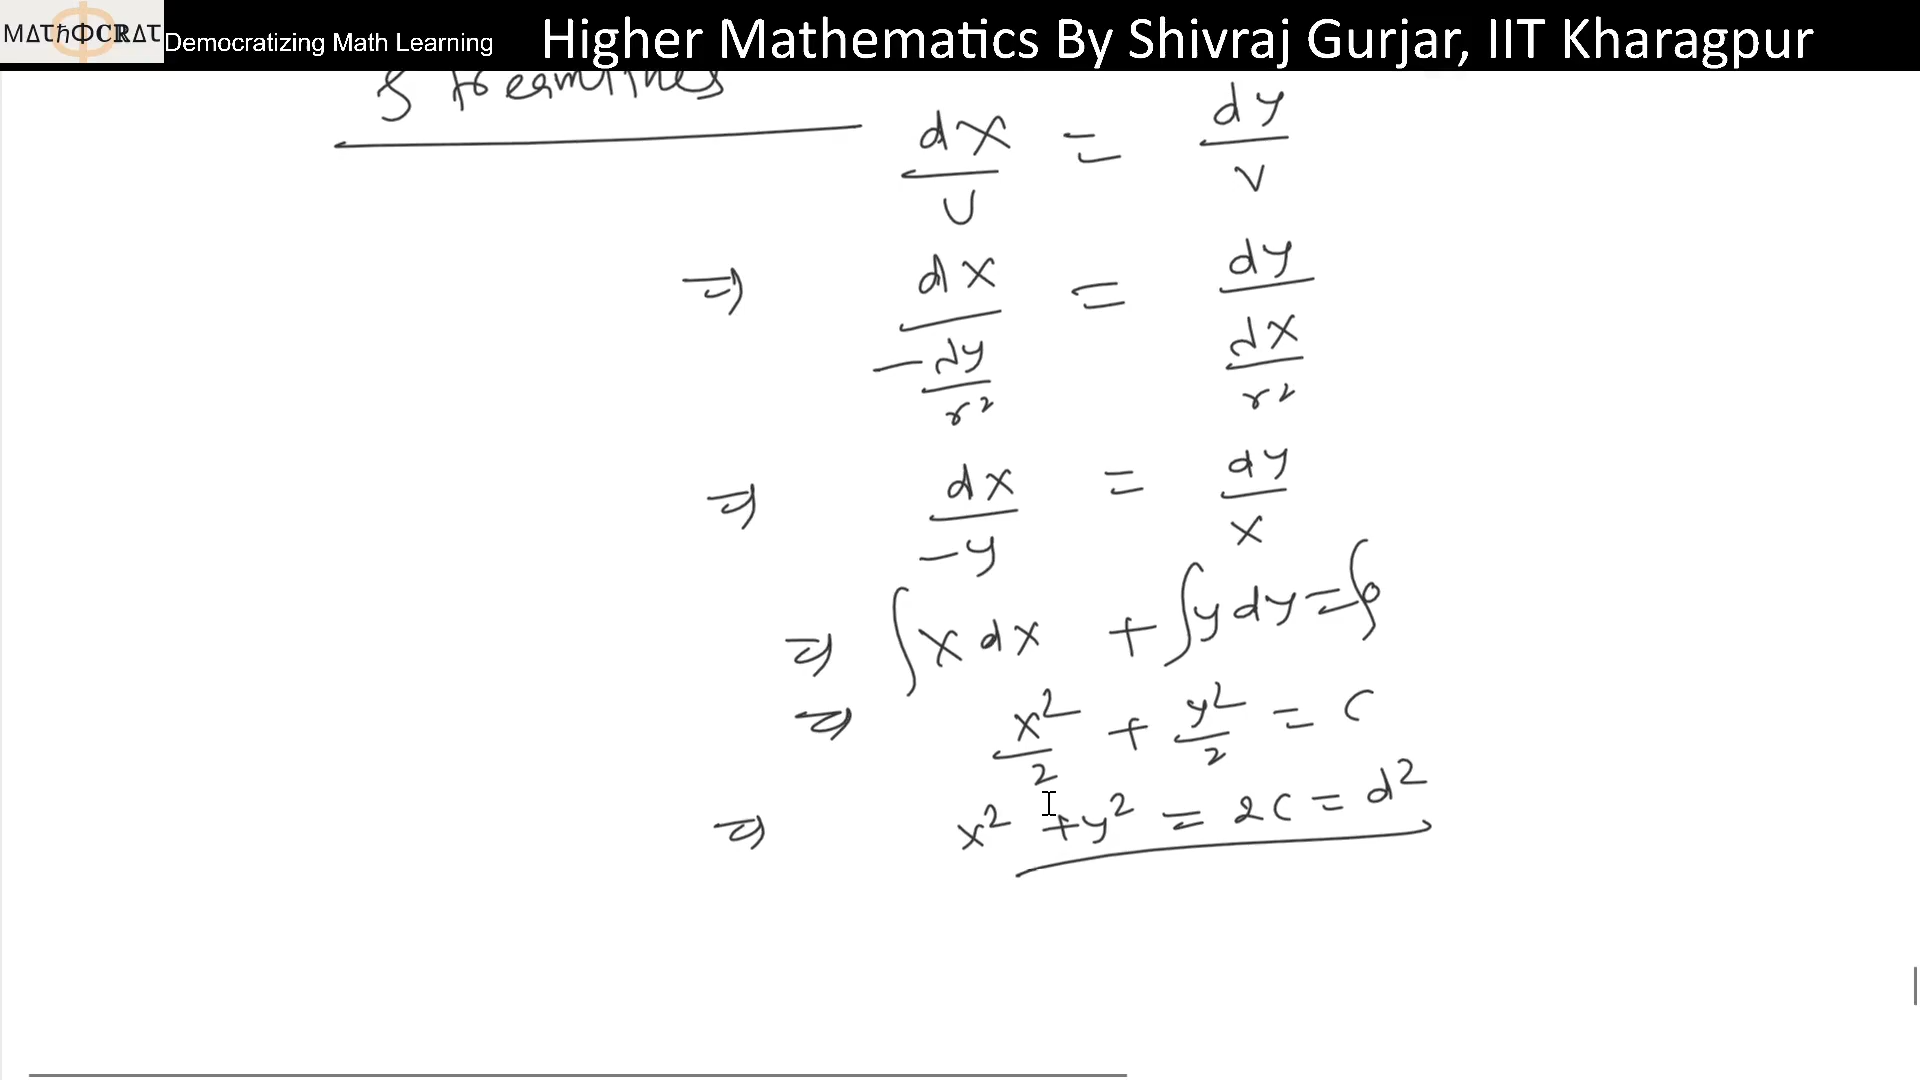 MΔTħΦCRΔT Democratizing Math Learning Higher Mathematics By Shivraj Gurjar, IIT Kharagpur
Streamlines
dx/U = dy/V
⇒ dx/(-dy/r²) = dy/(dx/r²)
⇒ dx/-y = dy/x
⇒ ∫x dx + ∫y dy = ∫0
⇒ x²/2 + y²/2 = C
⇒ x² + y² = 2C = d²